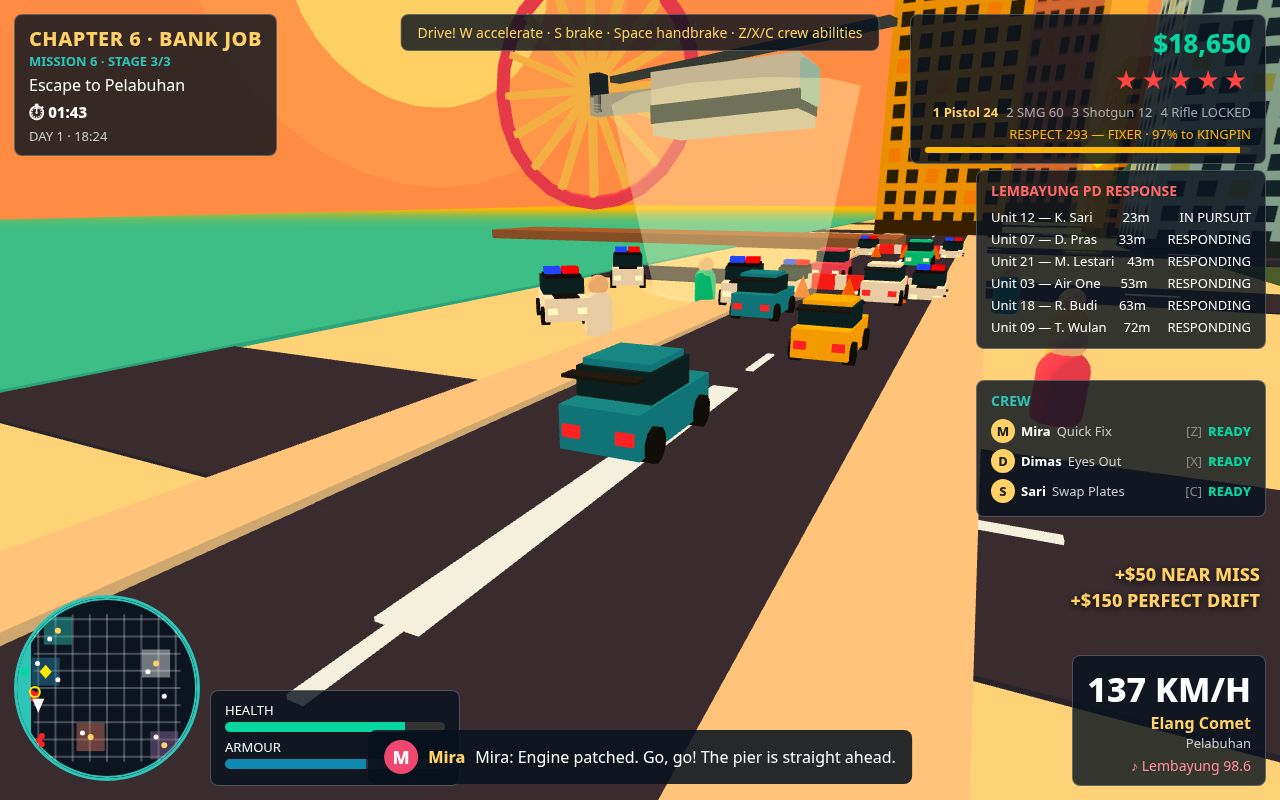 CHAPTER 6 · BANK JOB
MISSION 6 · STAGE 3/3
Escape to Pelabuhan
⏱ 01:43
DAY 1 · 18:24
Drive! W accelerate · S brake · Space handbrake · Z/X/C crew abilities
$18,650
★★★★★
1 Pistol 24 2 SMG 60 3 Shotgun 12 4 Rifle LOCKED
RESPECT 293 — FIXER · 97% to KINGPIN
LEMBAYUNG PD RESPONSE
Unit 12 — K. Sari 23m IN PURSUIT
Unit 07 — D. Pras 33m RESPONDING
Unit 21 — M. Lestari 43m RESPONDING
Unit 03 — Air One 53m RESPONDING
Unit 18 — R. Budi 63m RESPONDING
Unit 09 — T. Wulan 72m RESPONDING
CREW
M Mira Quick Fix [Z] READY
D Dimas Eyes Out [X] READY
S Sari Swap Plates [C] READY
+$50 NEAR MISS
+$150 PERFECT DRIFT
HEALTH
ARMOUR
M Mira Mira: Engine patched. Go, go! The pier is straight ahead.
137 KM/H
Elang Comet
Pelabuhan
♪ Lembayung 98.6